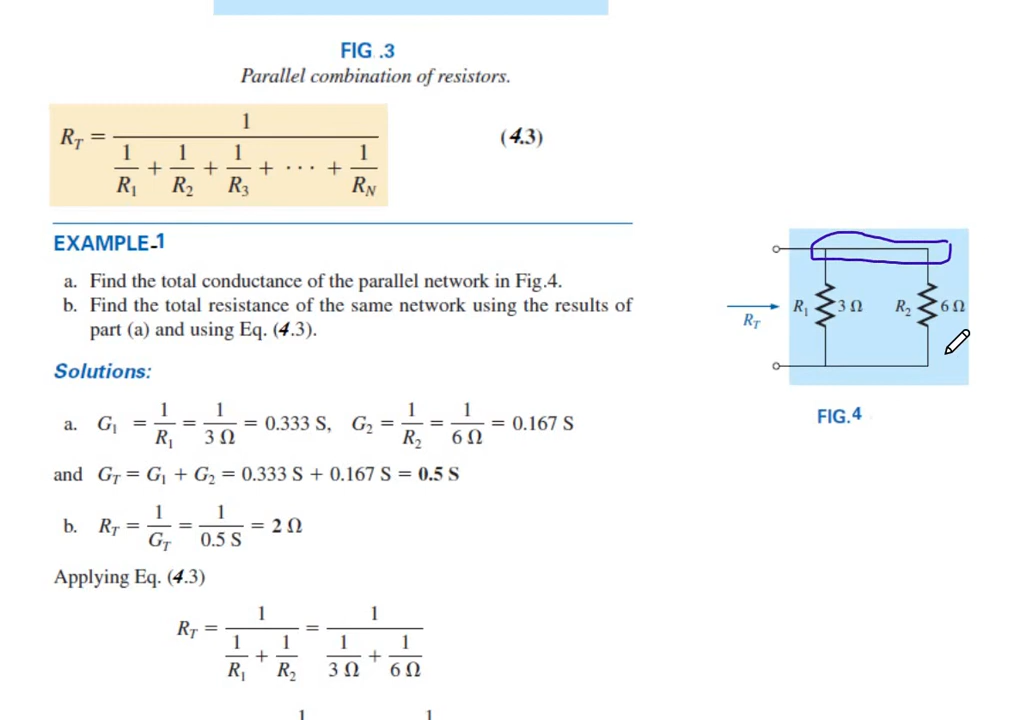 FIG .3
Parallel combination of resistors.
R_T = 1 / (1/R_1 + 1/R_2 + 1/R_3 + ··· + 1/R_N) (4.3)
EXAMPLE-1
a. Find the total conductance of the parallel network in Fig.4.
b. Find the total resistance of the same network using the results of
part (a) and using Eq. (4.3).
Solutions:
a. G_1 = 1/R_1 = 1/3 Ω = 0.333 S, G_2 = 1/R_2 = 1/6 Ω = 0.167 S
and G_T = G_1 + G_2 = 0.333 S + 0.167 S = 0.5 S
b. R_T = 1/G_T = 1/0.5 S = 2 Ω
Applying Eq. (4.3)
R_T = 1 / (1/R_1 + 1/R_2) = 1 / (1/3 Ω + 1/6 Ω)
1 1
R_T
R_1 3 Ω R_2 6 Ω
FIG.4